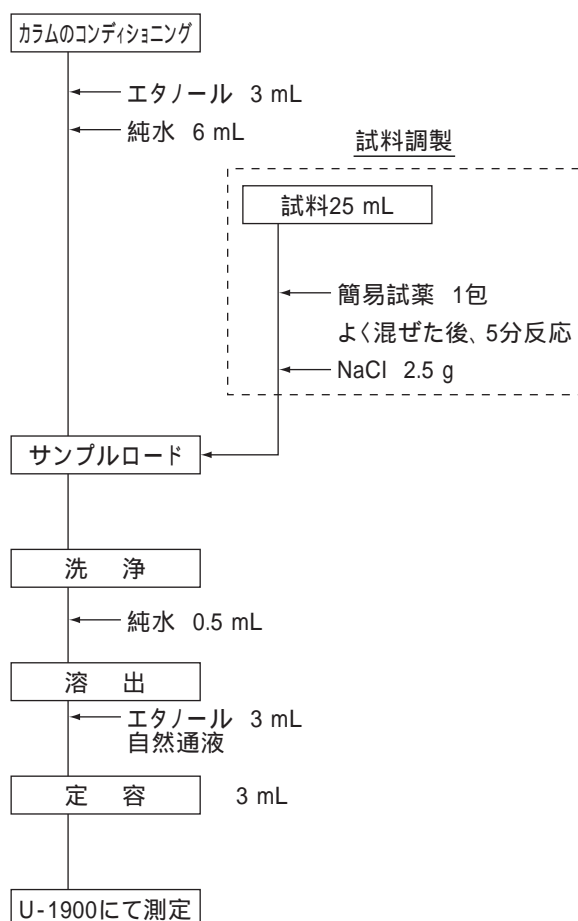 カラムのコンディショニング
エタノール 3 mL
純水 6 mL
試料調製
試料25 mL
簡易試薬 1包
よく混ぜた後、5分反応
NaCl 2.5 g
サンプルロード
洗 浄
純水 0.5 mL
溶 出
エタノール 3 mL
自然通液
定 容 3 mL
U-1900にて測定